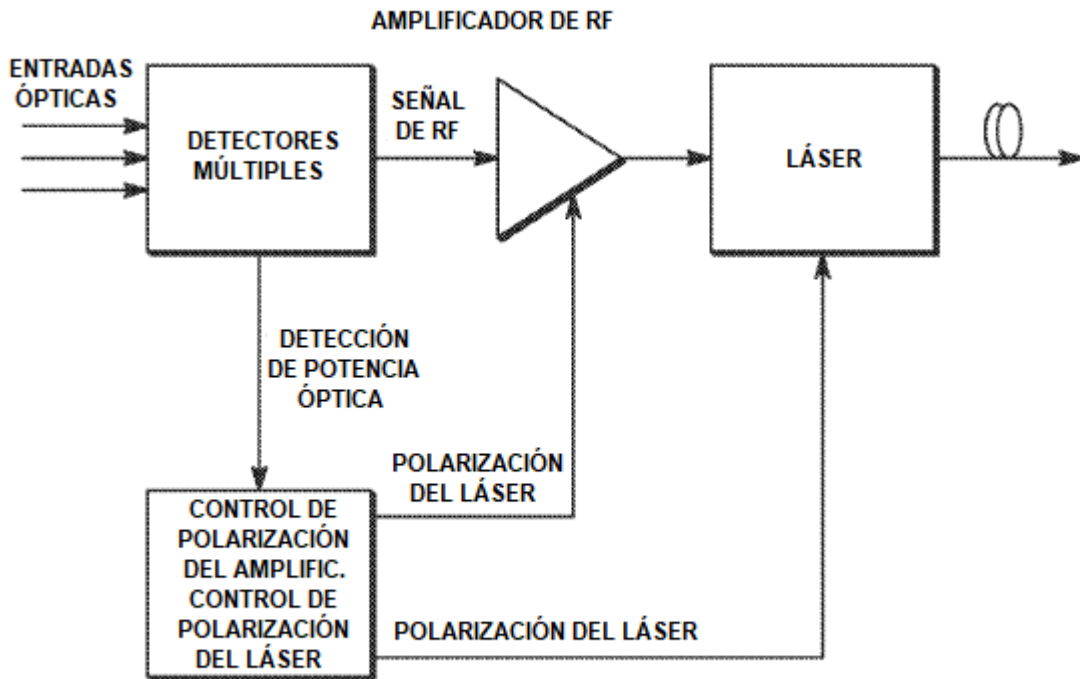 AMPLIFICADOR DE RF
ENTRADAS
ÓPTICAS
DETECTORES
MÚLTIPLES
SEÑAL
DE RF
LÁSER
DETECCIÓN
DE POTENCIA
ÓPTICA
POLARIZACIÓN
DEL LÁSER
CONTROL DE
POLARIZACIÓN
DEL AMPLIFIC.
CONTROL DE
POLARIZACIÓN
DEL LÁSER
POLARIZACIÓN DEL LÁSER